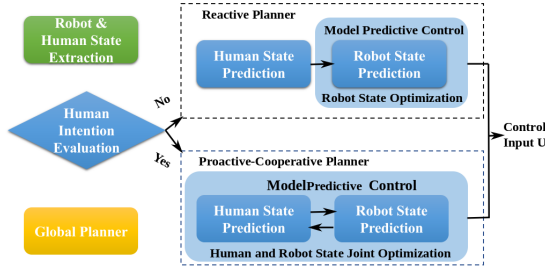 Reactive Planner
Robot &
Human State
Extraction
Model Predictive Control
Human State
Prediction
Robot State
Prediction
Robot State Optimization
No
Human
Intention
Evaluation
Yes
Control
Input U
Proactive-Cooperative Planner
ModelPredictive Control
Human State
Prediction
Robot State
Prediction
Human and Robot State Joint Optimization
Global Planner